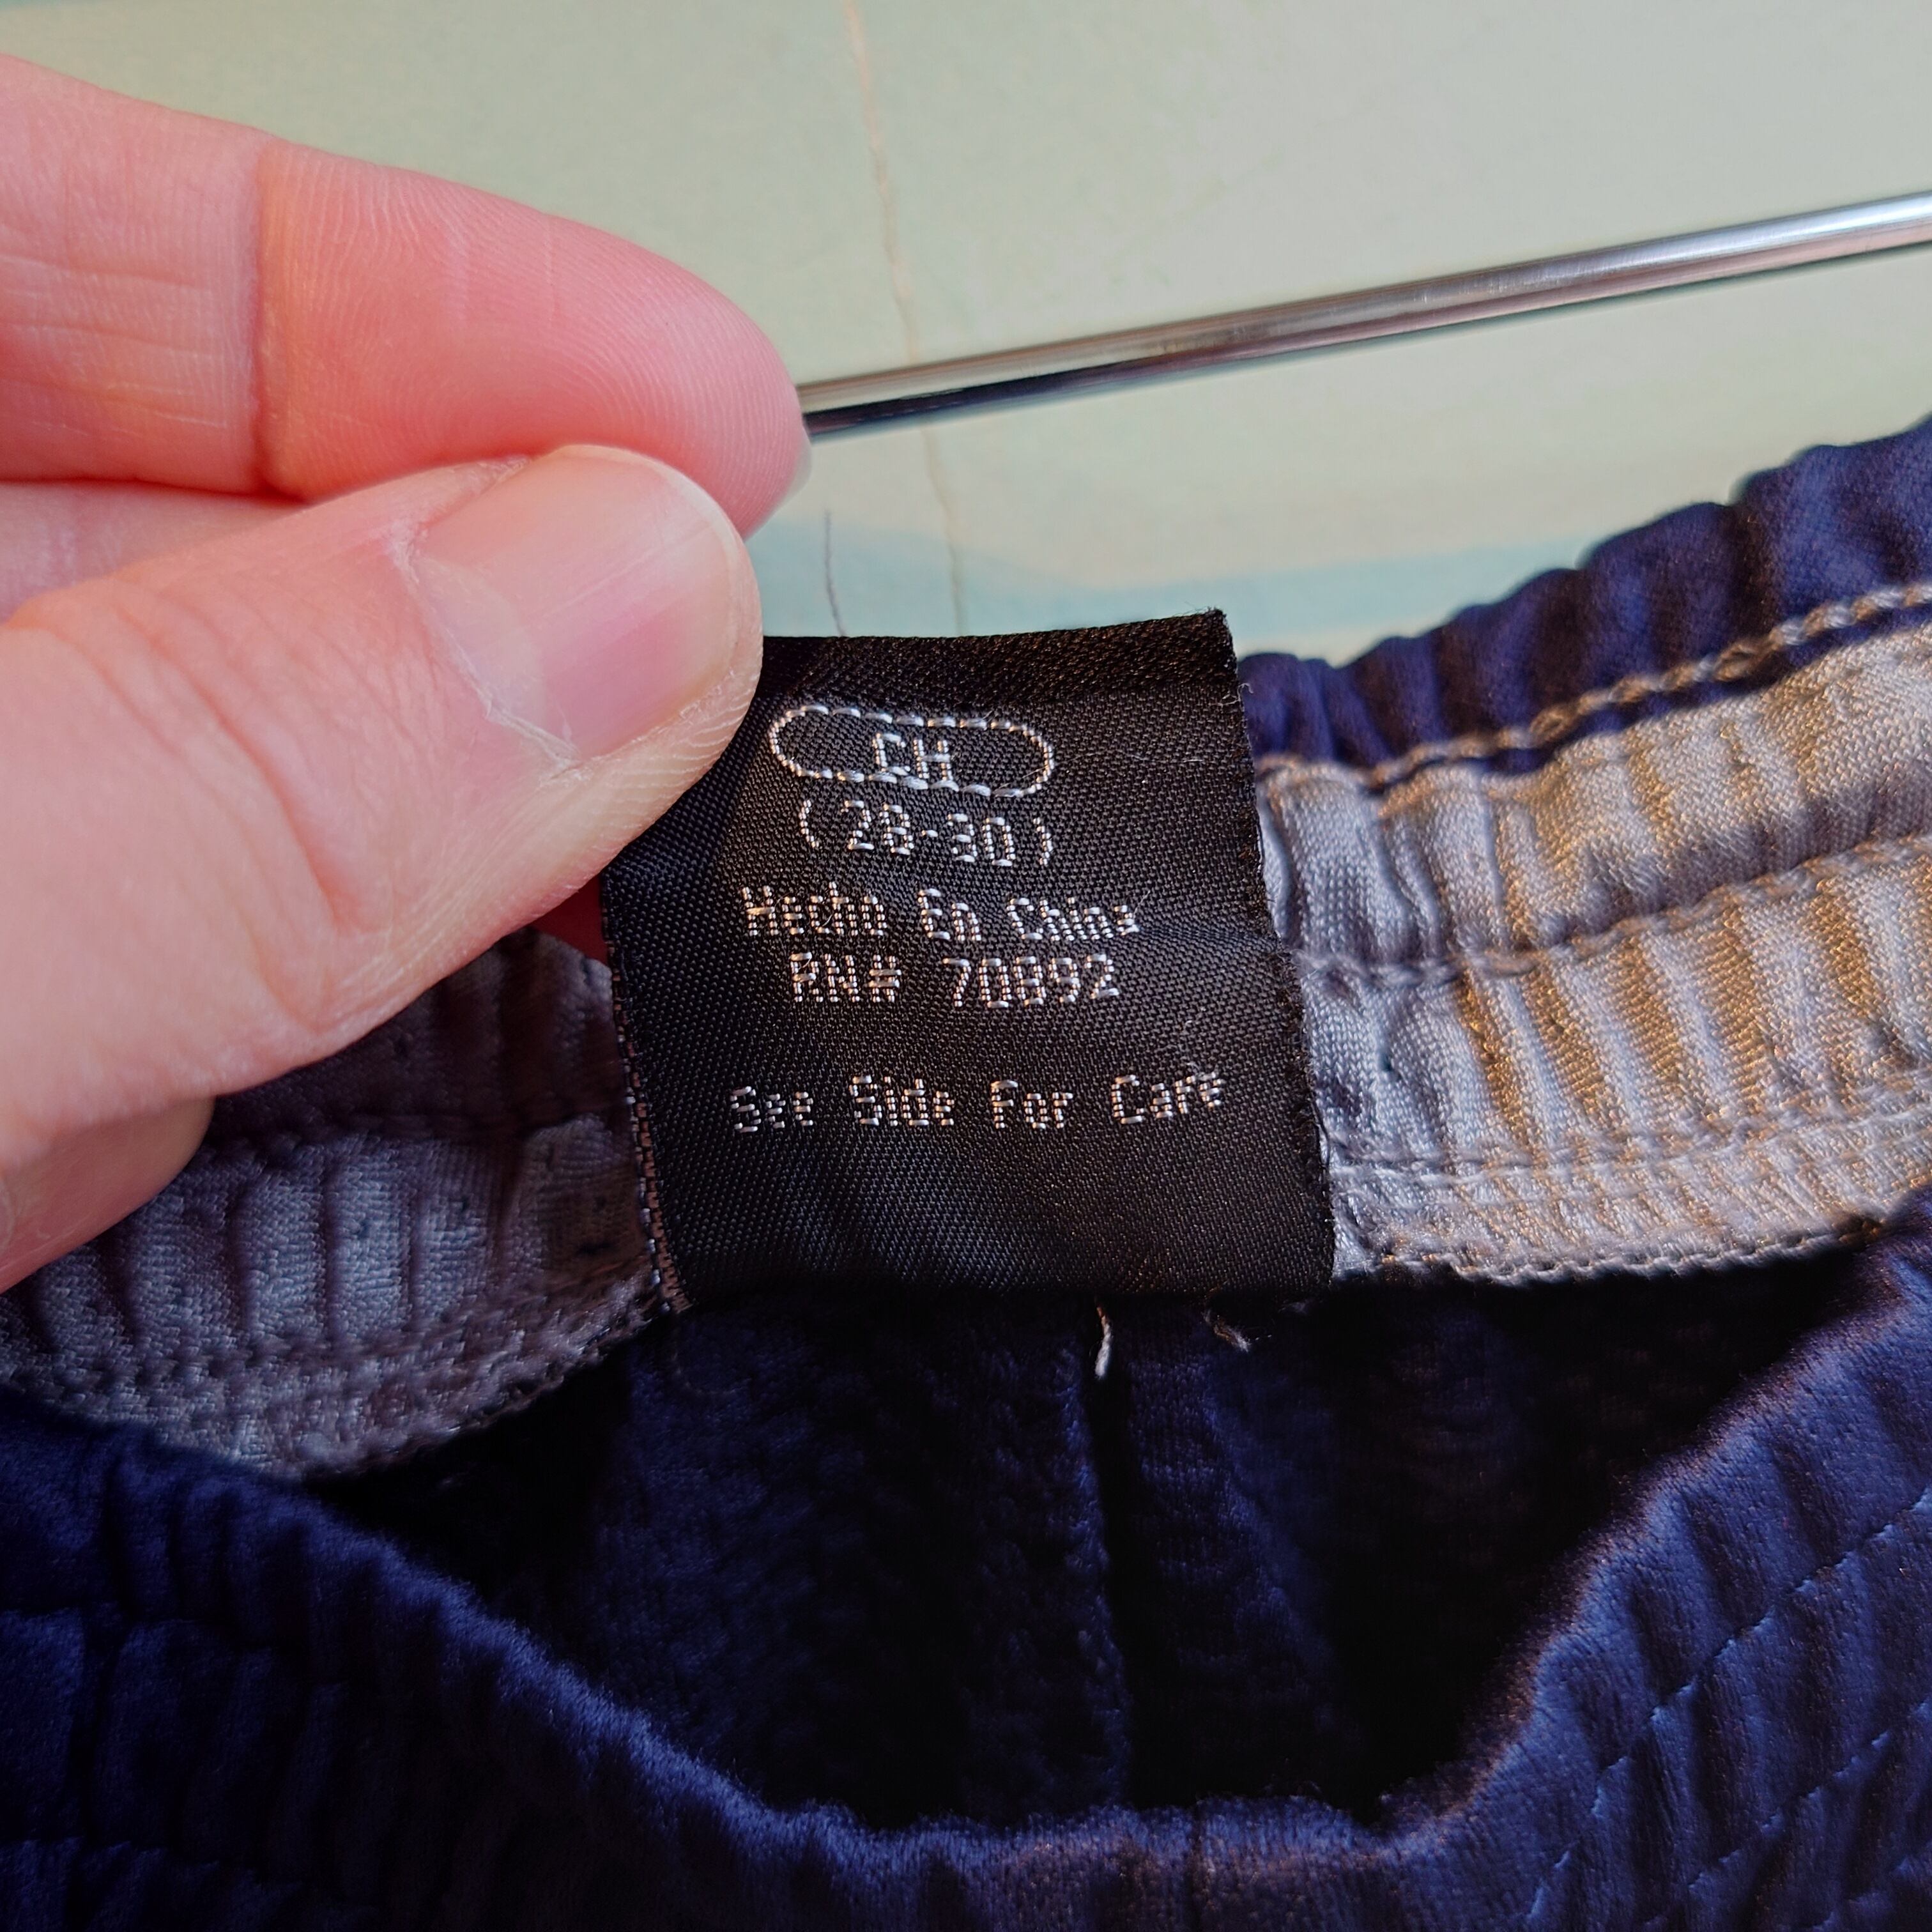 CH
(28-30)
Hecho En China
RN# 70892
See Side For Care